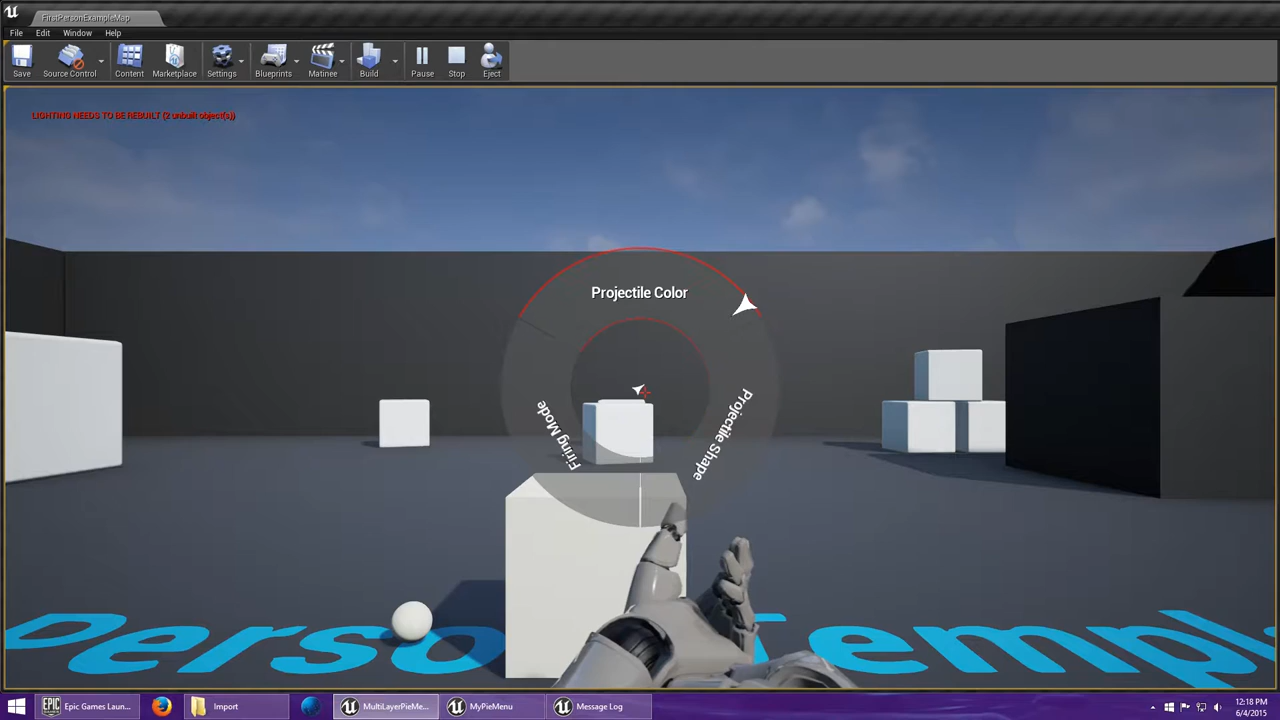 FirstPersonExampleMap
File Edit Window Help
Save Source Control Content Marketplace Settings Blueprints Matinee Build Pause Stop Eject
LIGHTING NEEDS TO BE REBUILT (2 unbuilt object(s))
Projectile Color
Firing Mode
Projectile Shape
Perso Templ
Epic Games Laun... Import MultiLayerPieMe... MyPieMenu Message Log
12:18 PM
6/4/2015